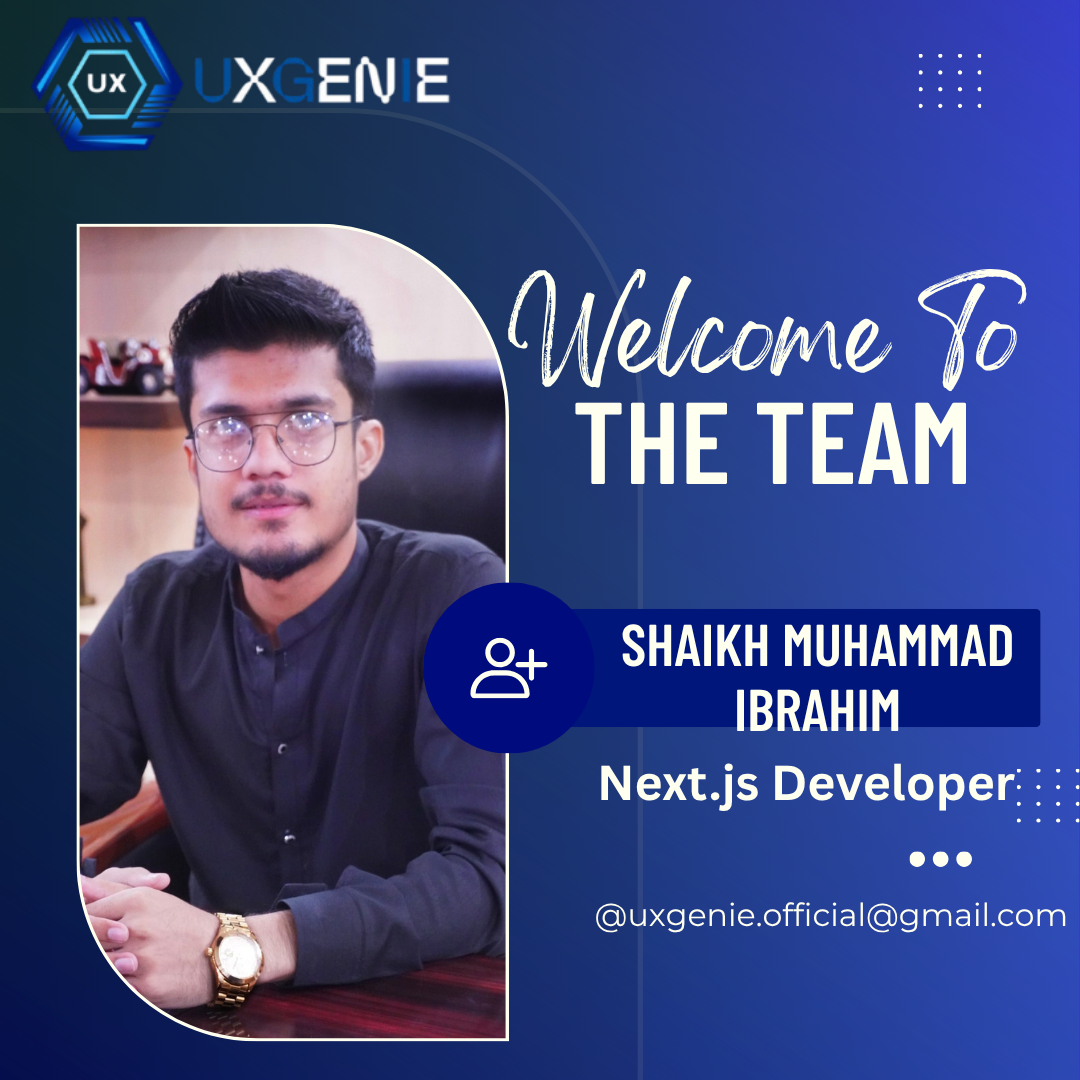 UX
UXGENIE
Welcome To
THE TEAM
SHAIKH MUHAMMAD
IBRAHIM
Next.js Developer
@uxgenie.official@gmail.com